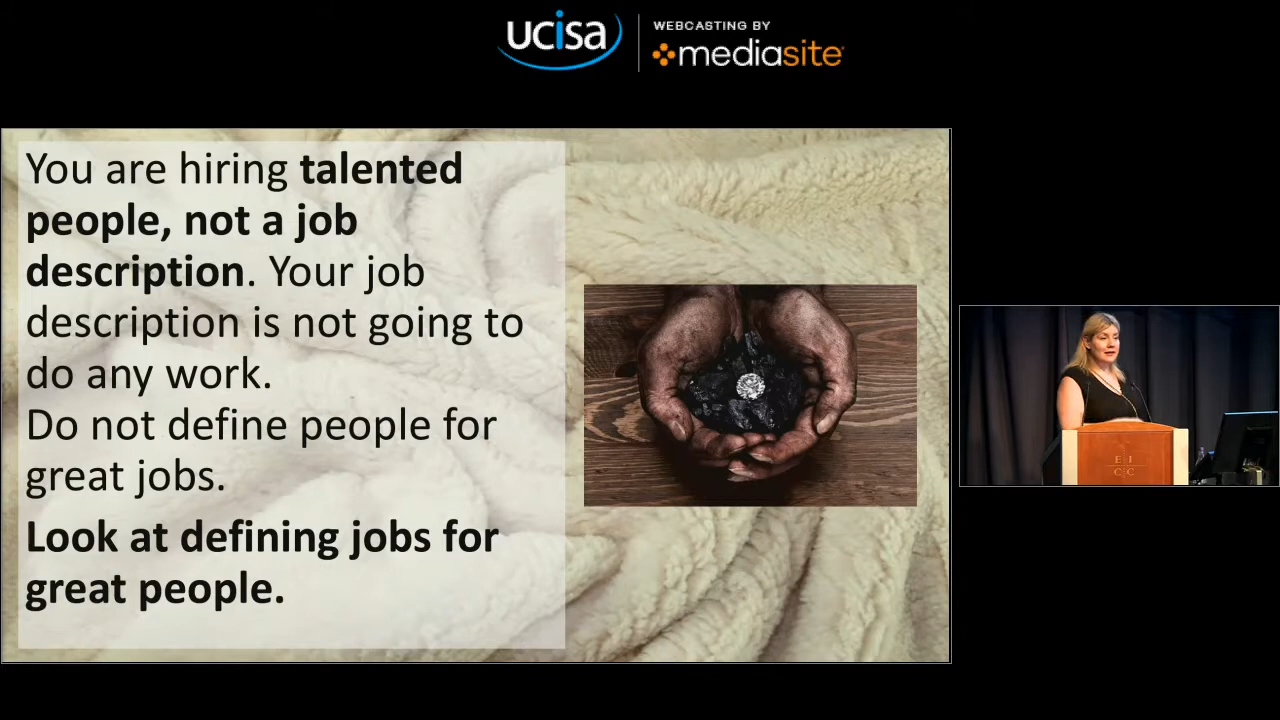 ucisa
WEBCASTING BY
mediasite
You are hiring talented
people, not a job
description. Your job
description is not going to
do any work.
Do not define people for
great jobs.
Look at defining jobs for
great people.
E I
C C